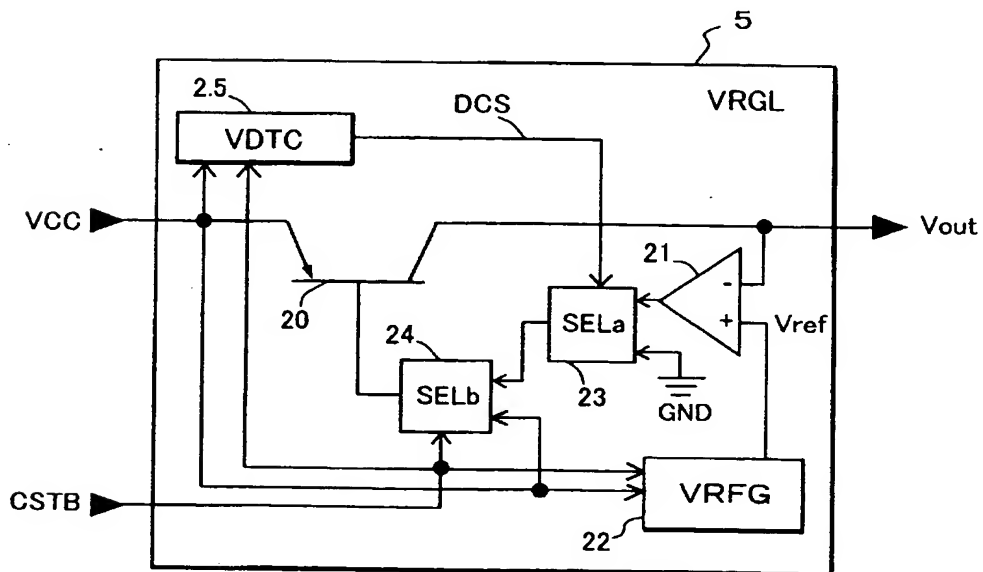 5
2.5
VRGL
VDTC
DCS
VCC
Vout
21
-
20
SELa
+
Vref
24
SELb
23
GND
CSTB
VRFG
22